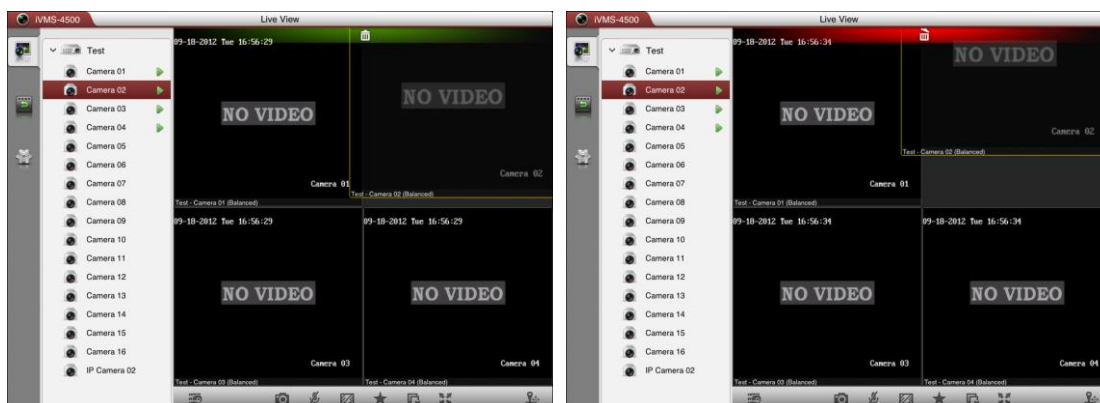 iVMS-4500
Live View
Test
Camera 01
Camera 02
Camera 03
Camera 04
Camera 05
Camera 06
Camera 07
Camera 08
Camera 09
Camera 10
Camera 11
Camera 12
Camera 13
Camera 14
Camera 15
Camera 16
IP Camera 02
09-18-2012 Tue 16:56:29
NO VIDEO
Camera 01
Test - Camera 01 (Balanced)
NO VIDEO
Camera 02
Test - Camera 02 (Balanced)
09-18-2012 Tue 16:56:29
NO VIDEO
Camera 03
Test - Camera 03 (Balanced)
09-18-2012 Tue 16:56:29
NO VIDEO
Camera 04
Test - Camera 04 (Balanced)
iVMS-4500
Live View
Test
Camera 01
Camera 02
Camera 03
Camera 04
Camera 05
Camera 06
Camera 07
Camera 08
Camera 09
Camera 10
Camera 11
Camera 12
Camera 13
Camera 14
Camera 15
Camera 16
IP Camera 02
09-18-2012 Tue 16:56:34
NO VIDEO
Camera 01
Test - Camera 01 (Balanced)
NO VIDEO
Camera 02
Test - Camera 02 (Balanced)
09-18-2012 Tue 16:56:34
NO VIDEO
Camera 03
Test - Camera 03 (Balanced)
09-18-2012 Tue 16:56:34
NO VIDEO
Camera 04
Test - Camera 04 (Balanced)